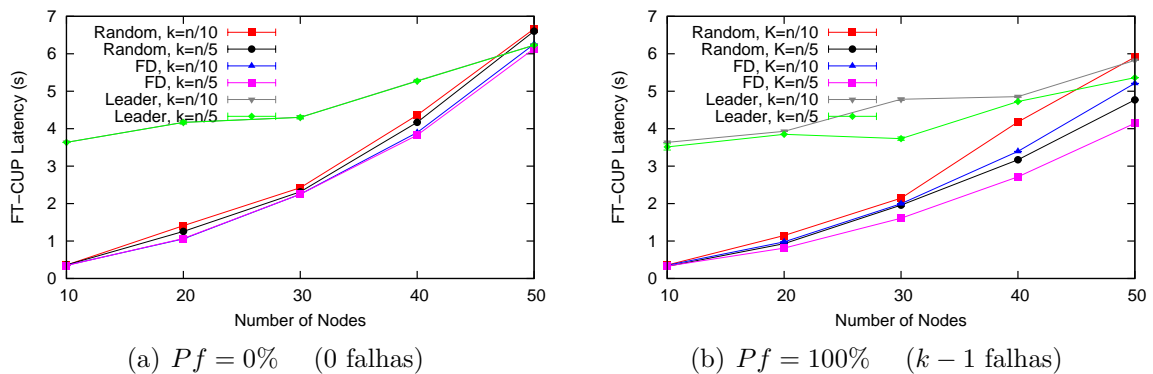 7
6
5
4
3
2
1
0
FT-CUP Latency (s)
Random, k=n/10
Random, k=n/5
FD, k=n/10
FD, k=n/5
Leader, k=n/10
Leader, k=n/5
10 20 30 40 50
Number of Nodes
(a) Pf = 0% (0 falhas)
7
6
5
4
3
2
1
0
FT-CUP Latency (s)
Random, K=n/10
Random, K=n/5
FD, K=n/10
FD, K=n/5
Leader, k=n/10
Leader, k=n/5
10 20 30 40 50
Number of Nodes
(b) Pf = 100% (k − 1 falhas)